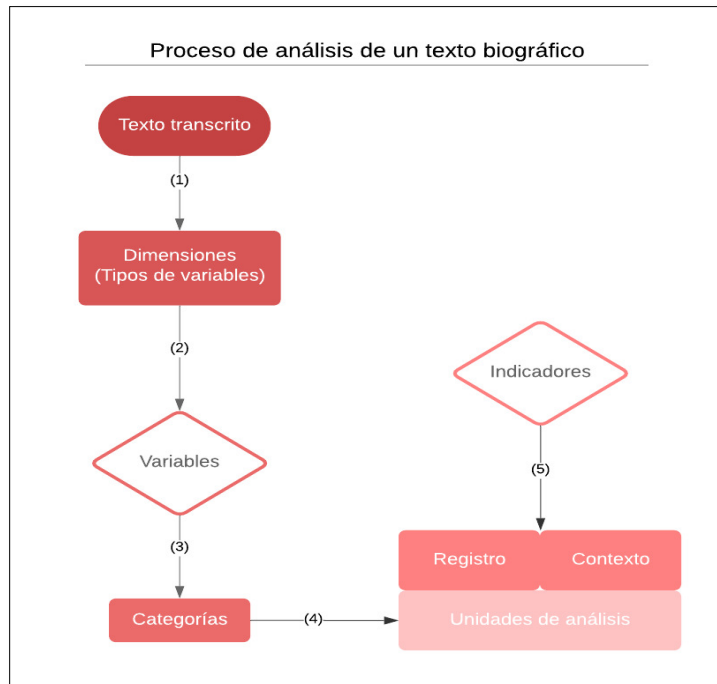 Proceso de análisis de un texto biográfico
Texto transcrito
(1)
Dimensiones
(Tipos de variables)
(2)
Variables
(3)
Categorías
(4)
Indicadores
(5)
Registro
Contexto
Unidades de análisis